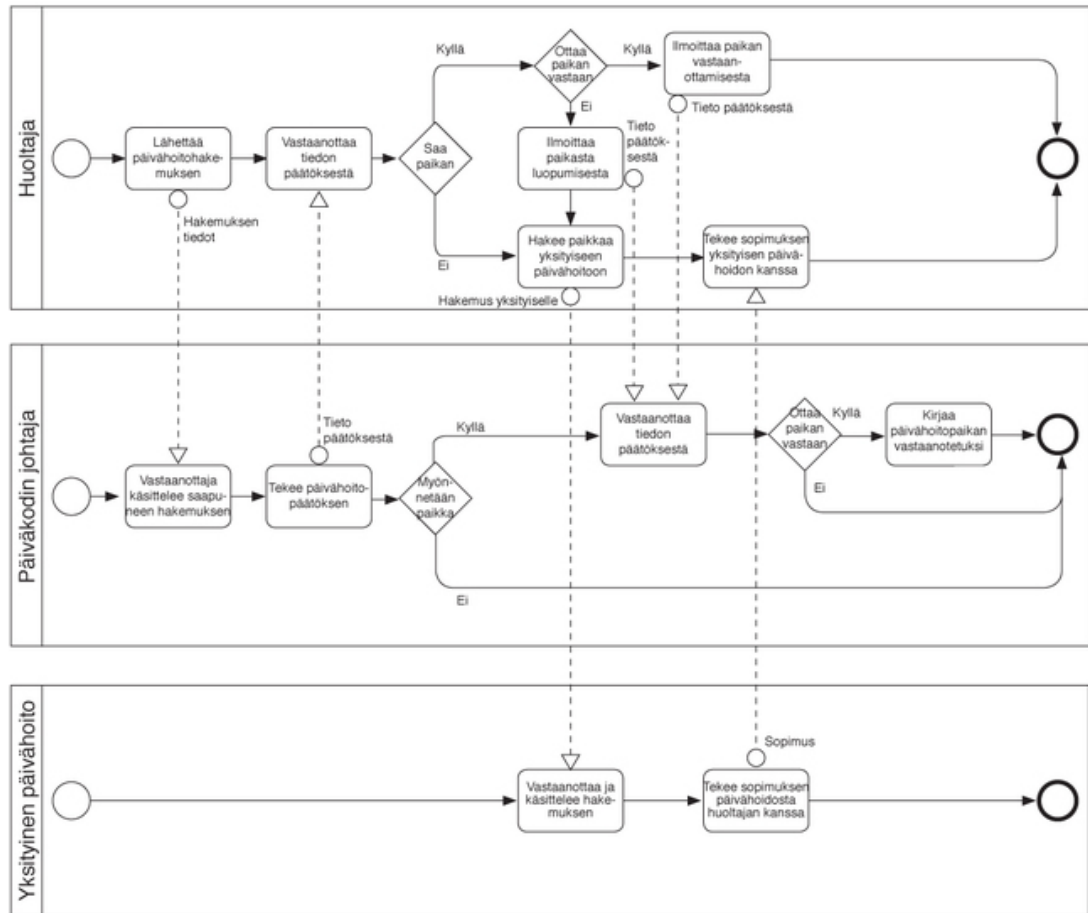 Huoltaja
Kyllä
Ottaa
paikan
vastaan
Kyllä
Ilmoittaa paikan
vastaan-
ottamisesta
Ei
Tieto päätöksestä
Lähettää
päivähoitohake-
muksen
Vastaanottaa
tiedon
päätöksestä
Saa
paikan
Ilmoittaa
paikasta
luopumisesta
Tieto
päätök-
sestä
Hakemuksen
tiedot
Ei
Hakee paikkaa
yksityiseen
päivähoitoon
Tekee sopimuksen
yksityisen päivä-
hoidon kanssa
Hakemus yksityiselle
Päiväkodin johtaja
Tieto
päätöksestä
Kyllä
Vastaanottaa
tiedon
päätöksestä
Ottaa
paikan
vastaan
Kyllä
Kirjaa
päivähoitopaikan
vastaanotetuksi
Vastaanottaja
käsittelee saapu-
neen hakemuksen
Tekee päivähoito-
päätöksen
Myön-
netään
paikka
Ei
Ei
Yksityinen päivähoito
Sopimus
Vastaanottaa ja
käsittelee hake-
muksen
Tekee sopimuksen
päivähoidosta
huoltajan kanssa